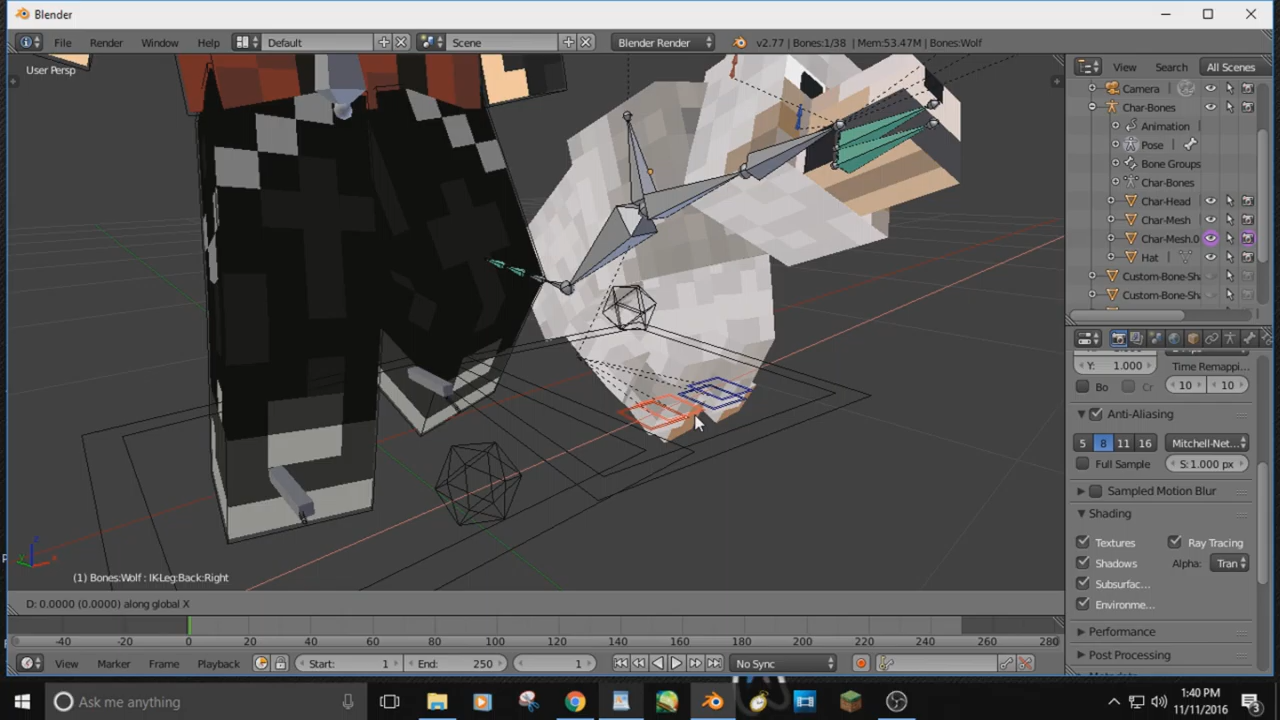 Blender
File Render Window Help Default Scene Blender Render v2.77 | Bones:1/38 | Mem:53.47M | Bones:Wolf
User Persp
View Search All Scenes
Camera
Char-Bones
Animation
Pose
Bone Groups
Char-Bones
Char-Head
Char-Mesh
Char-Mesh.0
Hat
Custom-Bone-Sh
Custom-Bone-Sh
Y: 1.000 Time Remappi
Bo Cr 10 10
Anti-Aliasing
5 8 11 16 Mitchell-Net...
Full Sample S:1.000 px
Sampled Motion Blur
Shading
Textures Ray Tracing
Shadows Alpha: Tran
Subsurfac...
Environme...
Performance
Post Processing
(1) Bones:Wolf : IK-Leg:Back:Right
D: 0.0000 (0.0000) along global X
-40 -20 0 20 40 60 80 100 120 140 160 180 200 220 240 260 280
View Marker Frame Playback Start: 1 End: 250 1 No Sync
Ask me anything
1:40 PM
11/11/2016
3